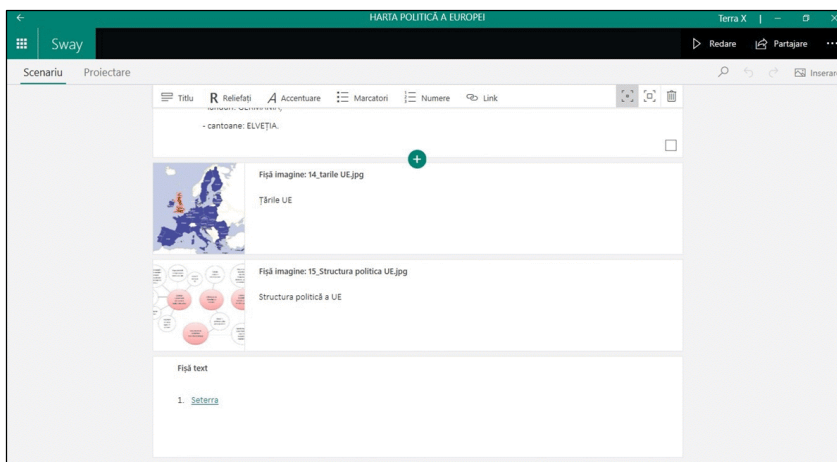 HARTA POLITICĂ A EUROPEI
Terra X
Sway
Redare
Partajare
Scenariu
Proiectare
Inserare
Titlu
Reliefați
Accentuare
Marcatori
Numere
Link
- cantoane: ELVEȚIA.
Fișă imagine: 14_tarile UE.jpg
Țările UE
Fișă imagine: 15_Structura politica UE.jpg
Structura politică a UE
Fișă text
1. Seterra